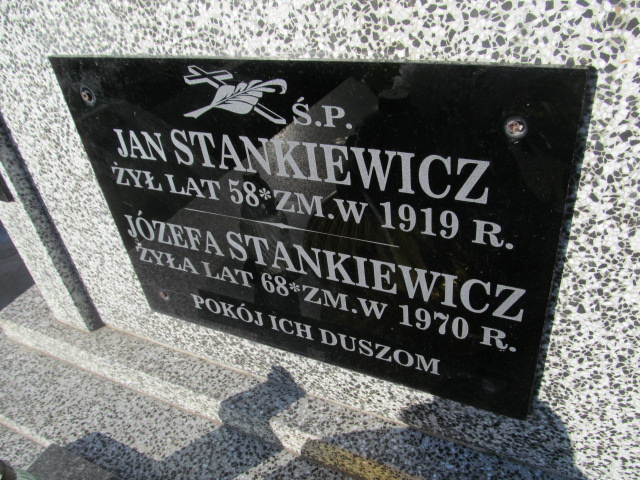 Ś.P.
JAN STANKIEWICZ
ŻYŁ LAT 58*ZM.W 1919 R.
JÓZEFA STANKIEWICZ
ŻYŁA LAT 68*ZM.W 1970 R.
POKÓJ ICH DUSZOM